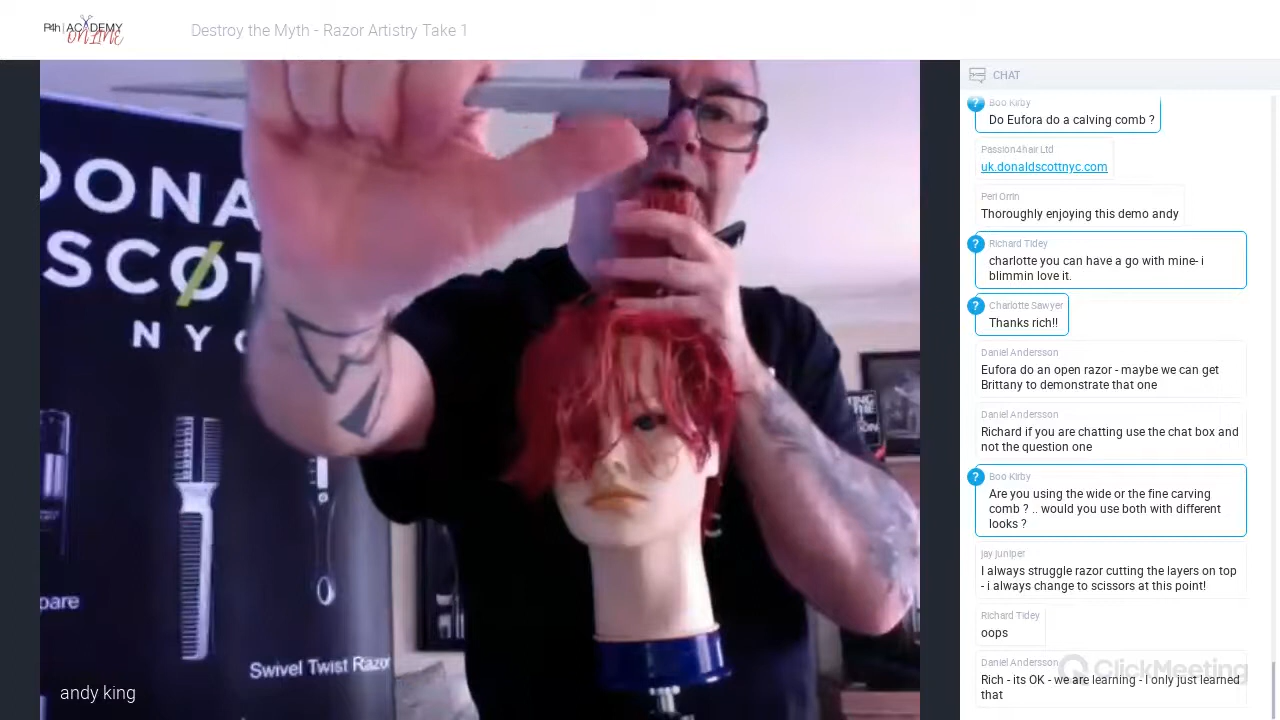 P4h | ACADEMY
ONLINE
Destroy the Myth - Razor Artistry Take 1
CHAT
Boo Kirby
Do Eufora do a calving comb ?
Passion4hair Ltd
uk.donaldscottnyc.com
Peri Orrin
Thoroughly enjoying this demo andy
Richard Tidey
charlotte you can have a go with mine- i
blimmin love it.
Charlotte Sawyer
Thanks rich!!
Daniel Andersson
Eufora do an open razor - maybe we can get
Brittany to demonstrate that one
Daniel Andersson
Richard if you are chatting use the chat box and
not the question one
Boo Kirby
Are you using the wide or the fine carving
comb ? .. would you use both with different
looks ?
jay juniper
I always struggle razor cutting the layers on top
- i always change to scissors at this point!
Richard Tidey
oops
Daniel Andersson
Rich - its OK - we are learning - I only just learned
that
ClickMeeting
DONA
SCOT
NYC
pare
Swivel Twist Razor
andy king